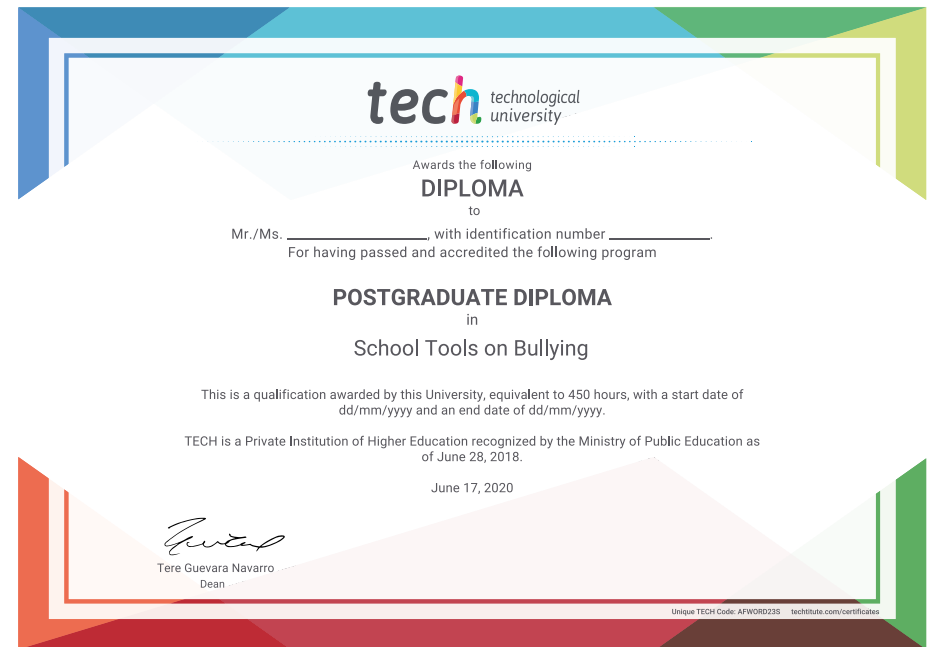 tech technological
university
Awards the following
DIPLOMA
to
Mr./Ms. __________________, with identification number _____________.
For having passed and accredited the following program
POSTGRADUATE DIPLOMA
in
School Tools on Bullying
This is a qualification awarded by this University, equivalent to 450 hours, with a start date of
dd/mm/yyyy and an end date of dd/mm/yyyy.
TECH is a Private Institution of Higher Education recognized by the Ministry of Public Education as
of June 28, 2018.
June 17, 2020
Tere Guevara Navarro
Dean
Unique TECH Code: AFWORD23S techtitute.com/certificates